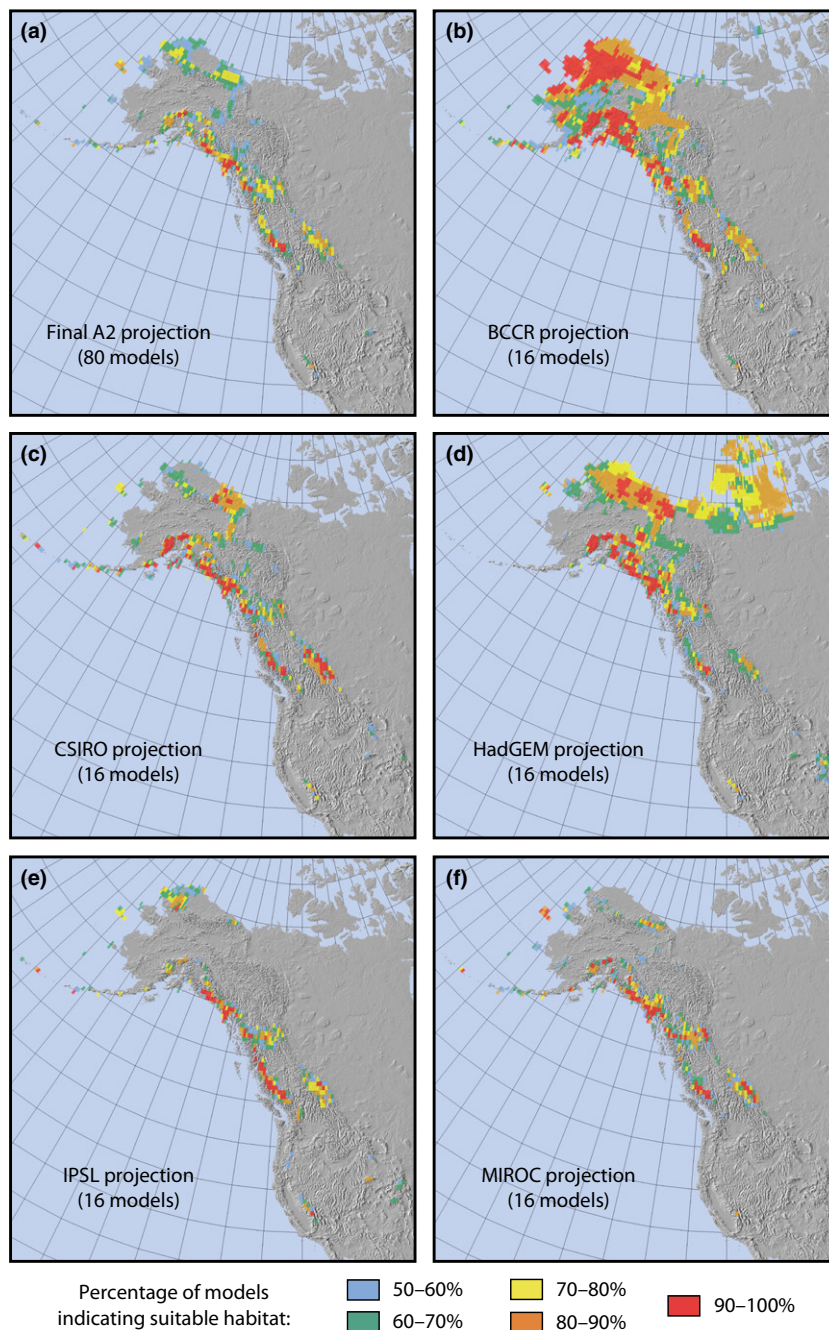 (a)
Final A2 projection
(80 models)
(b)
BCCR projection
(16 models)
(c)
CSIRO projection
(16 models)
(d)
HadGEM projection
(16 models)
(e)
IPSL projection
(16 models)
(f)
MIROC projection
(16 models)
Percentage of models
indicating suitable habitat:
50–60%
60–70%
70–80%
80–90%
90–100%